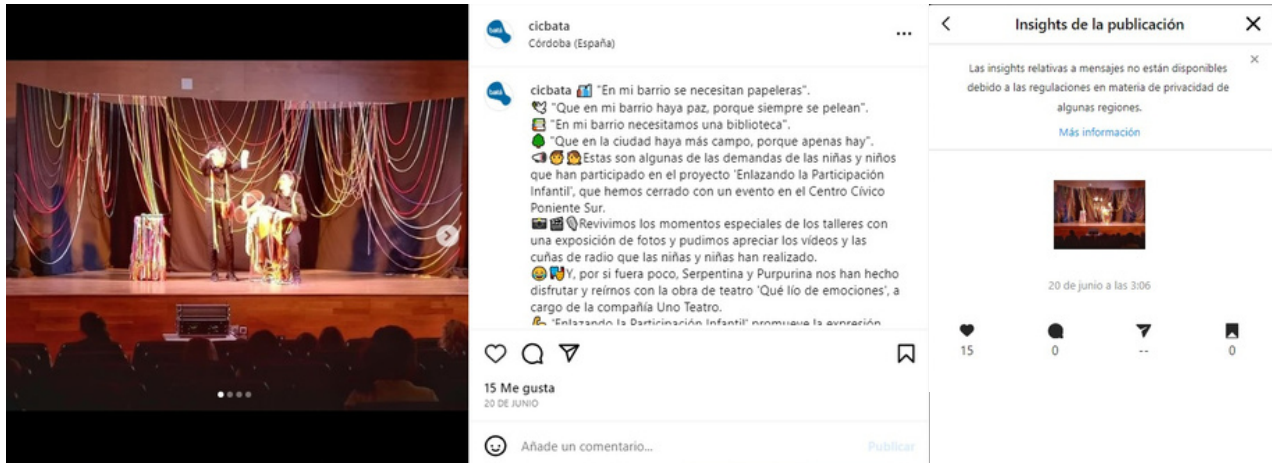 cicbata
Córdoba (España)
cicbata "En mi barrio se necesitan papeleras".
"Que en mi barrio haya paz, porque siempre se pelean".
"En mi barrio necesitamos una biblioteca".
"Que en la ciudad haya más campo, porque apenas hay".
Estas son algunas de las demandas de las niñas y niños
que han participado en el proyecto 'Enlazando la Participación
Infantil', que hemos cerrado con un evento en el Centro Cívico
Poniente Sur.
Revivimos los momentos especiales de los talleres con
una exposición de fotos y pudimos apreciar los vídeos y las
cuñas de radio que las niñas y niñas han realizado.
Y, por si fuera poco, Serpentina y Purpurina nos han hecho
disfrutar y reírnos con la obra de teatro 'Qué lío de emociones', a
cargo de la compañía Uno Teatro.
'Enlazando la Participación Infantil' promueve la expresión
15 Me gusta
20 DE JUNIO
Añade un comentario...
Publicar
Insights de la publicación
Las insights relativas a mensajes no están disponibles
debido a las regulaciones en materia de privacidad de
algunas regiones.
Más información
20 de junio a las 3:06
15 0 -- 0